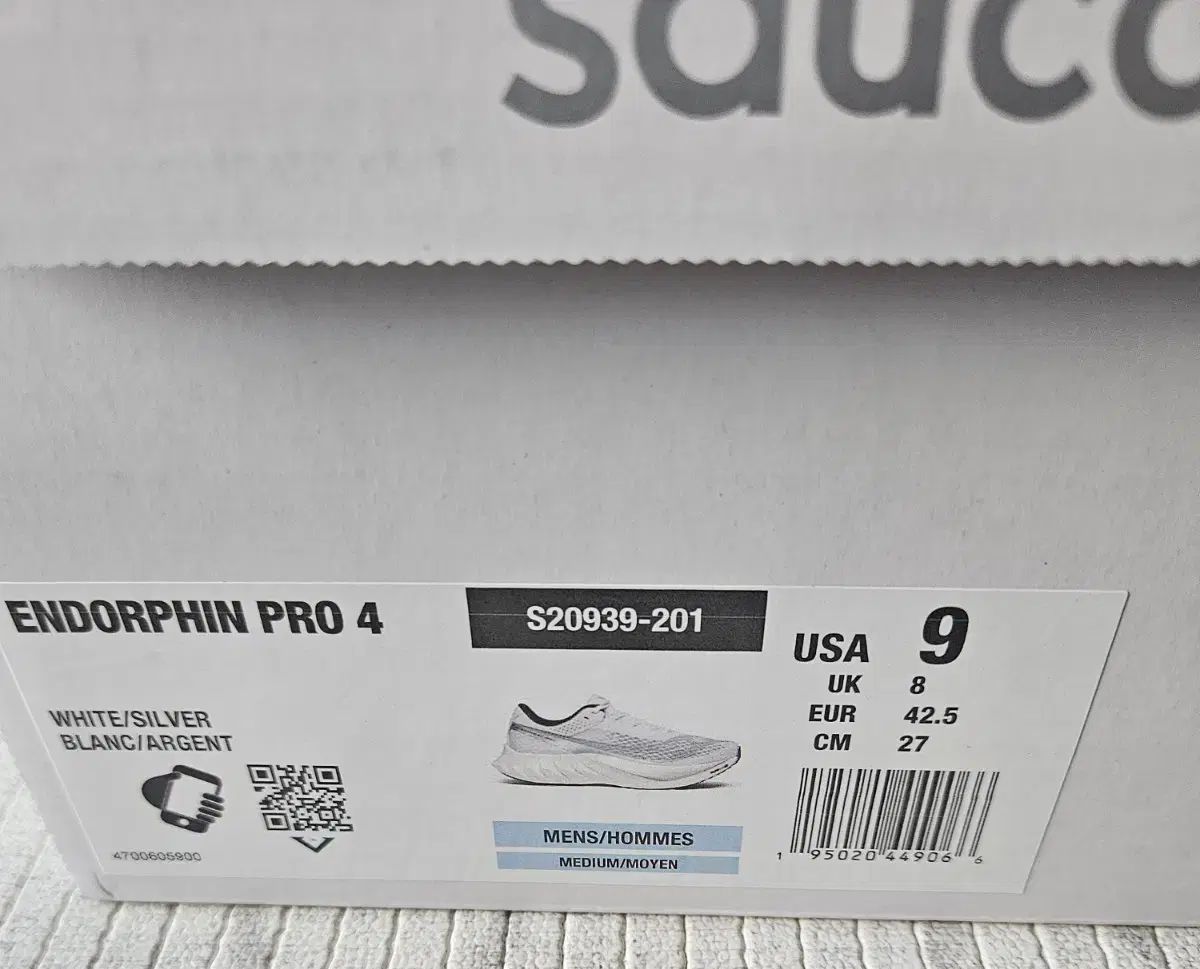 sauc
ENDORPHIN PRO 4
S20939-201
USA 9
UK 8
EUR 42.5
CM 27
WHITE/SILVER
BLANC/ARGENT
MENS/HOMMES
MEDIUM/MOYEN
4700605900
1 95020 44906 6